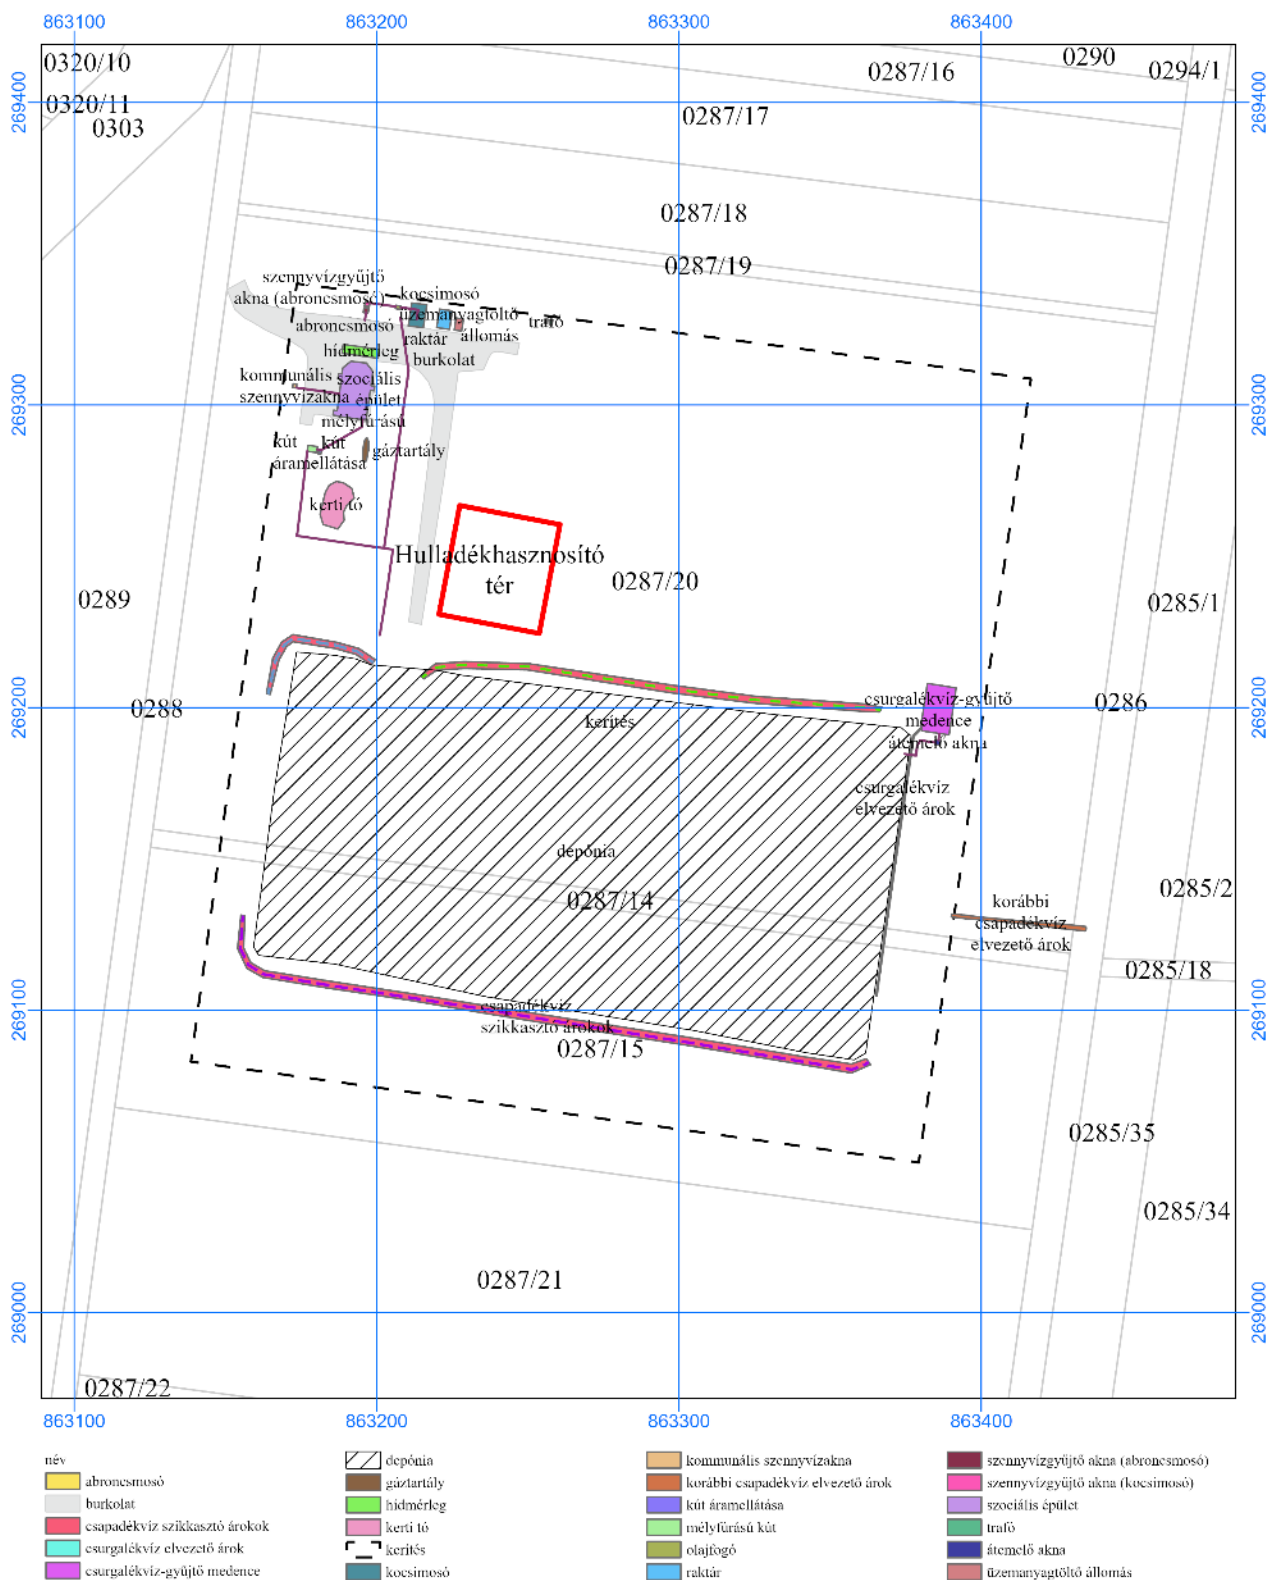 863100 863200 863300 863400
0290
0320/10 0287/16 0294/1
269400 0320/11 0287/17 269400
0303
0287/18
0287/19
szennyvízgyűjtő
akna (abroncsmosó) kocsimosó
üzemanyagtöltő trafó
abroncsmosó raktár állomás
hídmérleg burkolat
kommunális szociális
szennyvízakna épület
269300 269300
mélyfúrású
kút kút gáztartály
áramellátása
kerti tó
Hulladékhasznosító
tér
0287/20
0289 0285/1
269200 0288 csurgalékvíz-gyűjtő 0286 269200
kerítés medence
átemelő akna
csurgalékvíz
elvezető árok
depónia
0287/14 0285/2
korábbi
csapadékvíz
elvezető árok
0285/18
269100 csapadékvíz 269100
szikkasztó árokok
0287/15
0285/35
0285/34
0287/21
269000 269000
0287/22
863100 863200 863300 863400
név
abroncsmosó
burkolat
csapadékvíz szikkasztó árokok
csurgalékvíz elvezető árok
csurgalékvíz-gyűjtő medence
depónia
gáztartály
hídmérleg
kerti tó
kerítés
kocsimosó
kommunális szennyvízakna
korábbi csapadékvíz elvezető árok
kút áramellátása
mélyfúrású kút
olajfogó
raktár
szennyvízgyűjtő akna (abroncsmosó)
szennyvízgyűjtő akna (kocsimosó)
szociális épület
trafó
átemelő akna
üzemanyagtöltő állomás